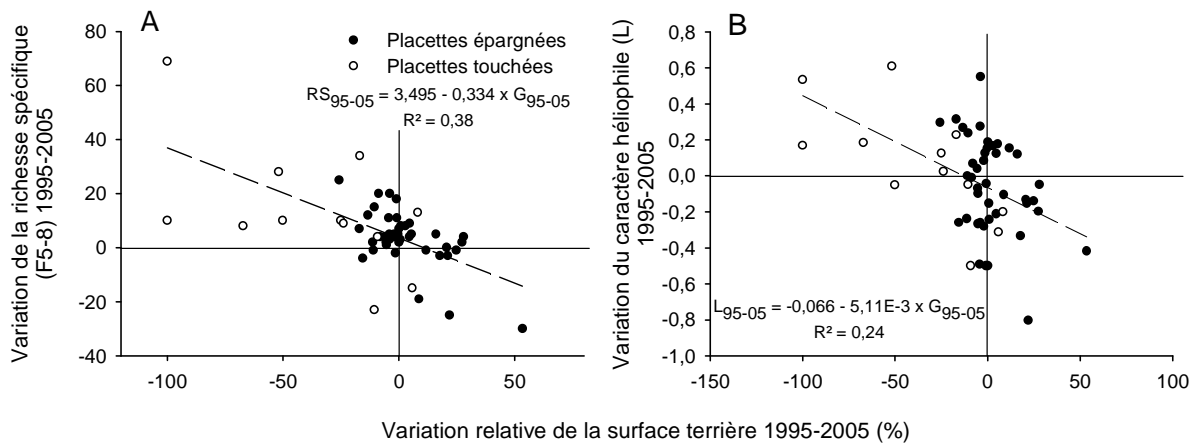 A
Placettes épargnées
Placettes touchées
RS95-05 = 3,495 - 0,334 x G95-05
R² = 0,38
Variation de la richesse spécifique
(F5-8) 1995-2005
80
60
40
20
0
-20
-40
-100
-50
0
50
B
Variation du caractère héliophile (L)
1995-2005
0,8
0,6
0,4
0,2
0,0
-0,2
-0,4
-0,6
-0,8
-1,0
L95-05 = -0,066 - 5,11E-3 x G95-05
R² = 0,24
-150
-100
-50
0
50
100
Variation relative de la surface terrière 1995-2005 (%)